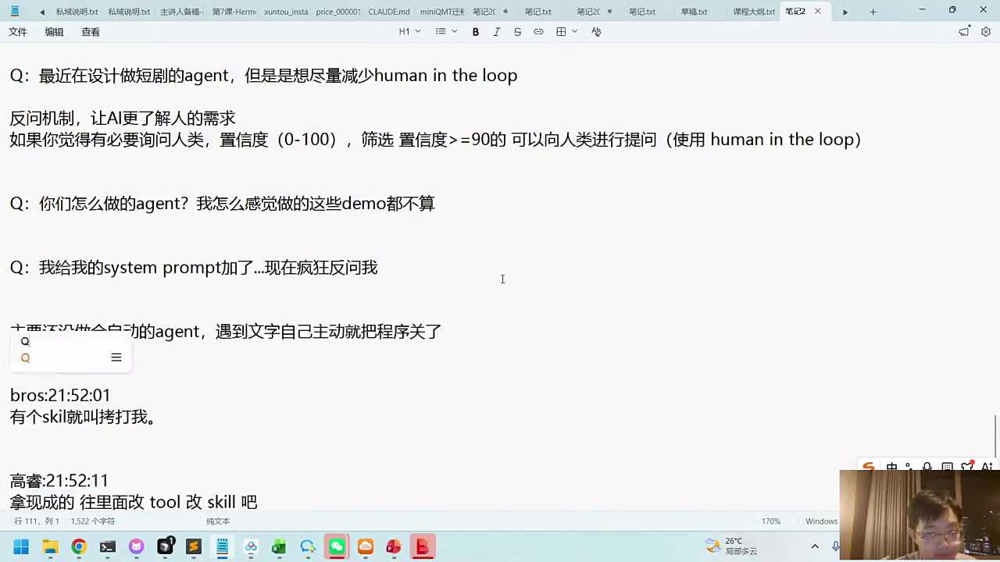 私域说明.txt 私域说明.txt 主讲人备稿- 第7课-Herme xuntou_insta price_000001 CLAUDE.md miniQMT迁移 笔记2( 笔记.txt 笔记2( 笔记.txt 草稿.txt 课程大纲.txt 笔记2
文件 编辑 查看 H1 B I S
Q：最近在设计做短剧的agent，但是是想尽量减少human in the loop
反问机制，让AI更了解人的需求
如果你觉得有必要询问人类，置信度（0-100），筛选 置信度>=90的 可以向人类进行提问（使用 human in the loop）
Q：你们怎么做的agent？我怎么感觉做的这些demo都不算
Q：我给我的system prompt加了...现在疯狂反问我
主要还没做全自动的agent，遇到文字自己主动就把程序关了
Q
Q
bros:21:52:01
有个skil就叫拷打我。
高睿:21:52:11
拿现成的 往里面改 tool 改 skill 吧
中
行 111，列 1 1,522 个字符 纯文本 170% Windows
26°C
局部多云